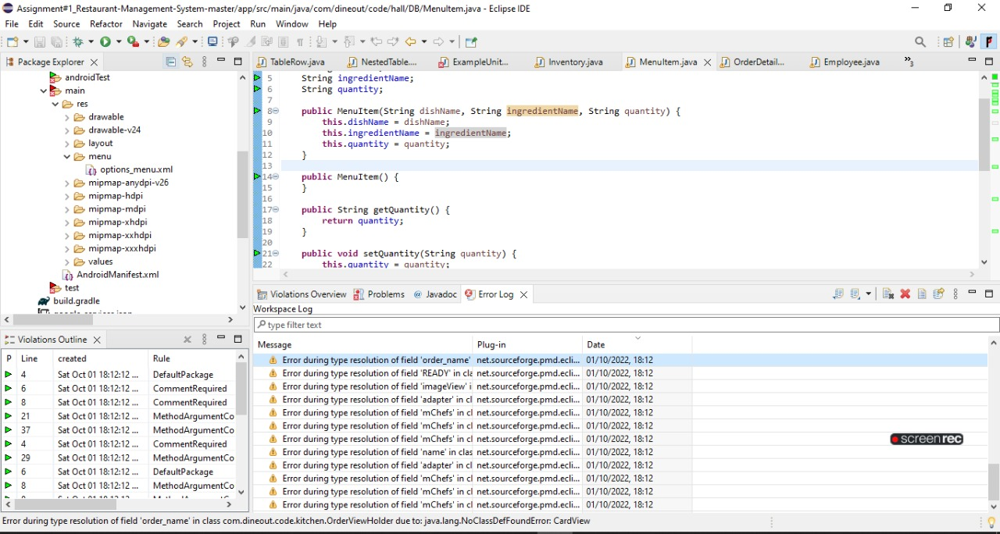 Assignment#1_Restaurant-Management-System-master/app/src/main/java/com/dineout/code/hall/DB/MenuItem.java - Eclipse IDE
File Edit Source Refactor Navigate Search Project Run Window Help
Package Explorer
androidTest
main
res
drawable
drawable-v24
layout
menu
options_menu.xml
mipmap-anydpi-v26
mipmap-hdpi
mipmap-mdpi
mipmap-xhdpi
mipmap-xxhdpi
mipmap-xxxhdpi
values
AndroidManifest.xml
test
build.gradle
TableRow.java NestedTable.... ExampleUnit... Inventory.java MenuItem.java OrderDetail... Employee.java »3
5 String ingredientName;
6 String quantity;
7
8 public MenuItem(String dishName, String ingredientName, String quantity) {
9 this.dishName = dishName;
10 this.ingredientName = ingredientName;
11 this.quantity = quantity;
12 }
13
14 public MenuItem() {
15 }
16
17 public String getQuantity() {
18 return quantity;
19 }
20
21 public void setQuantity(String quantity) {
22 this.quantity = quantity;
Violations Outline
P Line created Rule
4 Sat Oct 01 18:12:12 ... DefaultPackage
6 Sat Oct 01 18:12:12 ... CommentRequired
8 Sat Oct 01 18:12:12 ... CommentRequired
21 Sat Oct 01 18:12:12 ... MethodArgumentCo
37 Sat Oct 01 18:12:12 ... MethodArgumentCo
4 Sat Oct 01 18:12:12 ... CommentRequired
29 Sat Oct 01 18:12:12 ... MethodArgumentCo
6 Sat Oct 01 18:12:12 ... DefaultPackage
8 Sat Oct 01 18:12:12 ... MethodArgumentCo
Violations Overview Problems @ Javadoc Error Log
Workspace Log
type filter text
Message Plug-in Date
Error during type resolution of field 'order_name' net.sourceforge.pmd.ecli... 01/10/2022, 18:12
Error during type resolution of field 'READY' in cla net.sourceforge.pmd.ecli... 01/10/2022, 18:12
Error during type resolution of field 'imageView' i net.sourceforge.pmd.ecli... 01/10/2022, 18:12
Error during type resolution of field 'adapter' in cl net.sourceforge.pmd.ecli... 01/10/2022, 18:12
Error during type resolution of field 'mChefs' in cl net.sourceforge.pmd.ecli... 01/10/2022, 18:12
Error during type resolution of field 'mChefs' in cl net.sourceforge.pmd.ecli... 01/10/2022, 18:12
Error during type resolution of field 'mChefs' in cl net.sourceforge.pmd.ecli... 01/10/2022, 18:12
Error during type resolution of field 'name' in clas net.sourceforge.pmd.ecli... 01/10/2022, 18:12
Error during type resolution of field 'adapter' in cl net.sourceforge.pmd.ecli... 01/10/2022, 18:12
Error during type resolution of field 'mChefs' in cl net.sourceforge.pmd.ecli... 01/10/2022, 18:12
Error during type resolution of field 'mChefs' in cl net.sourceforge.pmd.ecli... 01/10/2022, 18:12
Error during type resolution of field 'mChefs' in cl net.sourceforge.pmd.ecli... 01/10/2022, 18:12
screenrec
Error during type resolution of field 'order_name' in class com.dineout.code.kitchen.OrderViewHolder due to: java.lang.NoClassDefFoundError: CardView